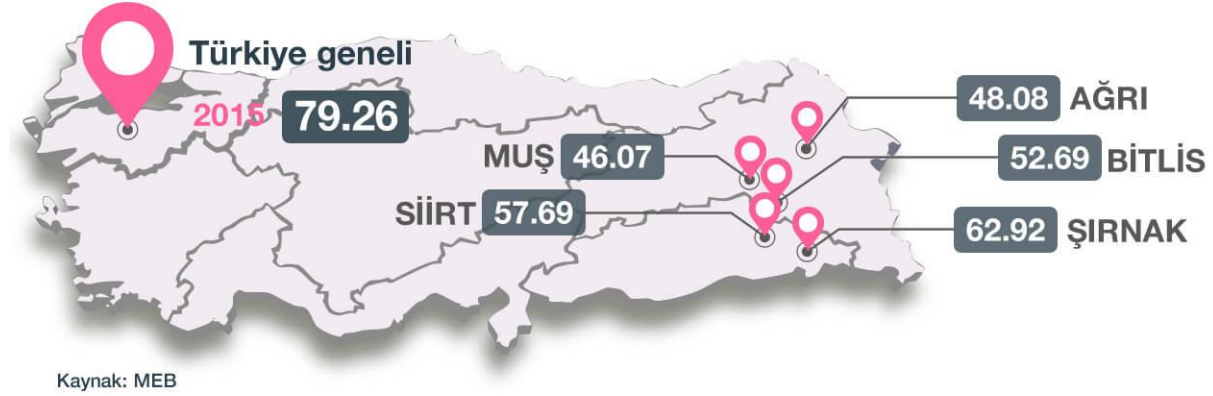 Türkiye geneli
2015 79.26
48.08 AĞRI
MUŞ 46.07
52.69 BİTLİS
SİİRT 57.69
62.92 ŞIRNAK
Kaynak: MEB